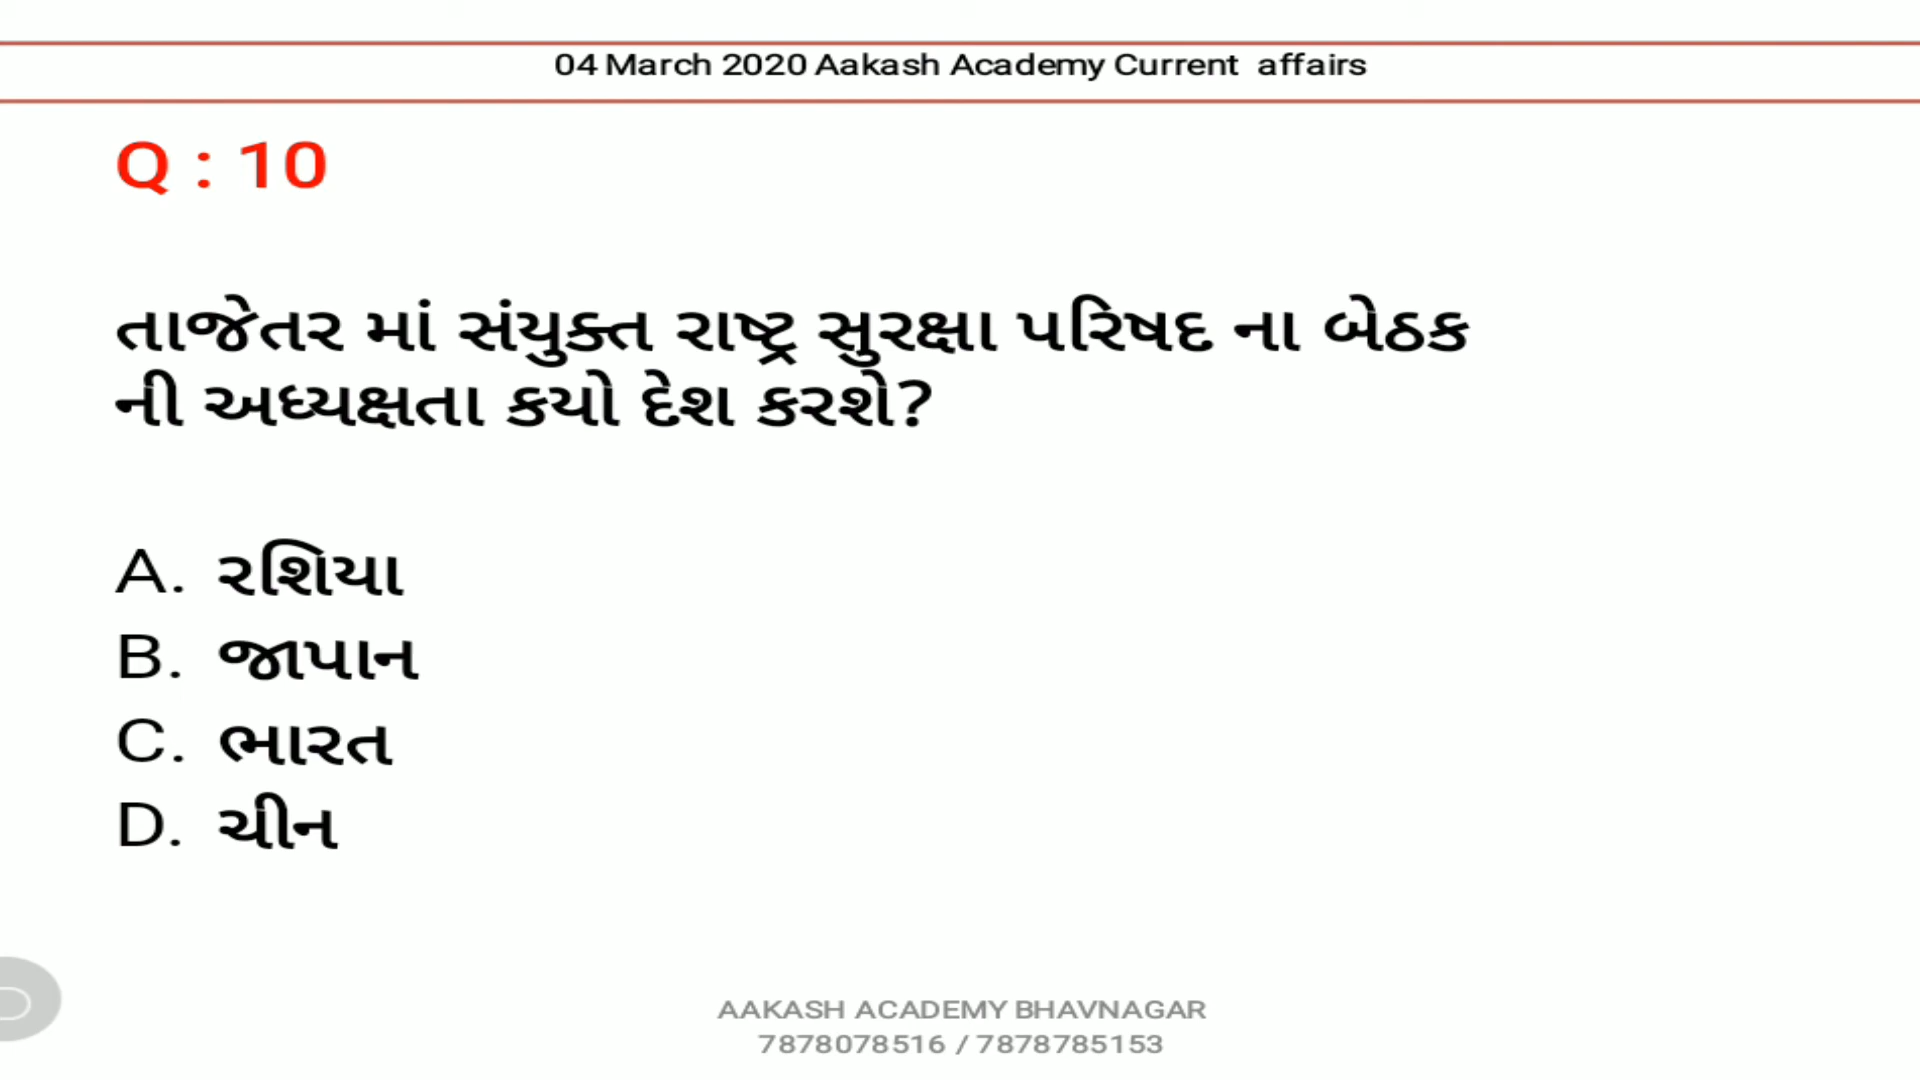 04 March 2020 Aakash Academy Current affairs
Q : 10
તાજેતર માં સંયુક્ત રાષ્ટ્ર સુરક્ષા પરિષદ ના બેઠક
ની અધ્યક્ષતા કયો દેશ કરશે?
A. રશિયા
B. જાપાન
C. ભારત
D. ચીન
AAKASH ACADEMY BHAVNAGAR
7878078516 / 7878785153